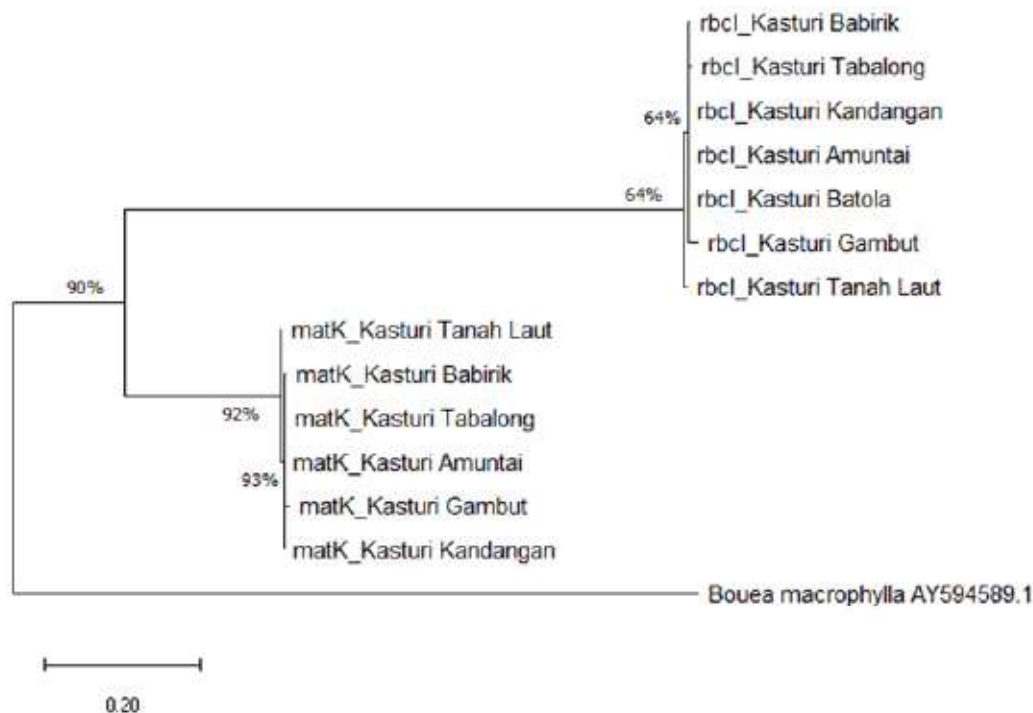 rbcl_Kasturi Babirik
rbcl_Kasturi Tabalong
64%
rbcl_Kasturi Kandangan
rbcl_Kasturi Amuntai
64%
rbcl_Kasturi Batola
rbcl_Kasturi Gambut
90%
rbcl_Kasturi Tanah Laut
matK_Kasturi Tanah Laut
matK_Kasturi Babirik
92%
matK_Kasturi Tabalong
matK_Kasturi Amuntai
93%
matK_Kasturi Gambut
matK_Kasturi Kandangan
Bouea macrophylla AY594589.1
0.20